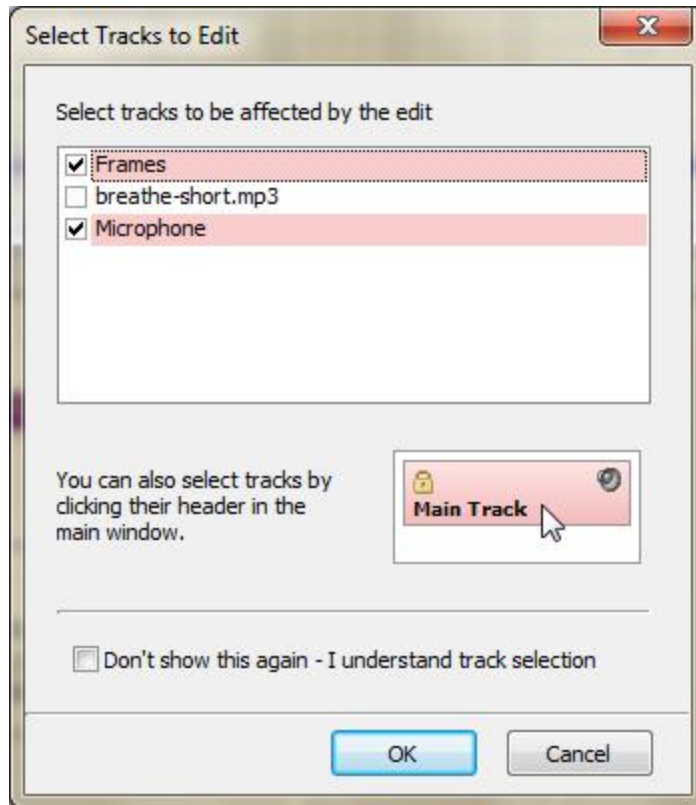 Select Tracks to Edit
Select tracks to be affected by the edit
Frames
breathe-short.mp3
Microphone
You can also select tracks by
clicking their header in the
main window.
Main Track
Don't show this again - I understand track selection
OK
Cancel